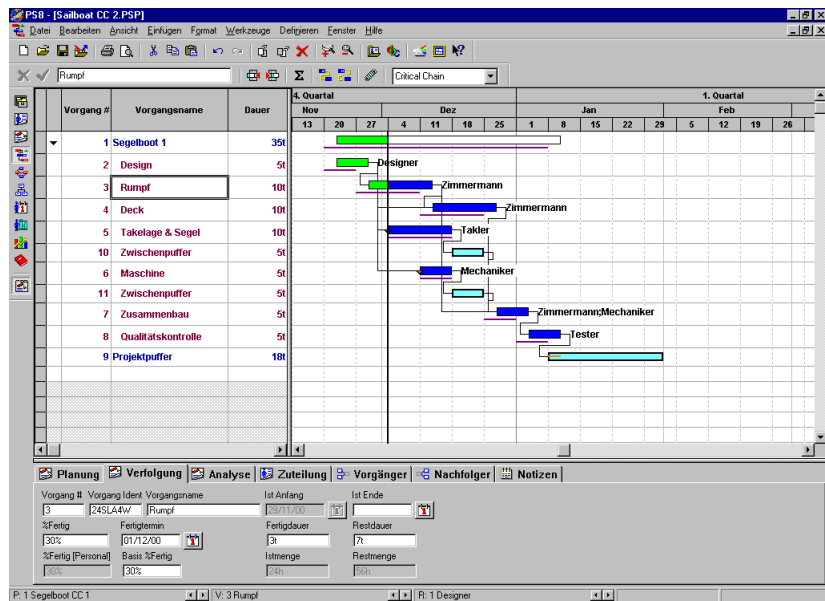 PS8 - [Sailboat CC 2.PSP]
Datei Bearbeiten Ansicht Einfügen Format Werkzeuge Definieren Fenster Hilfe
Rumpf Critical Chain
Vorgang # Vorgangsname Dauer
4. Quartal 1. Quartal
Nov Dez Jan Feb
13 20 27 4 11 18 25 1 8 15 22 29 5 12 19 26
1 Segelboot 1 35t
2 Design 5t Designer
3 Rumpf 10t Zimmermann
4 Deck 10t Zimmermann
5 Takelage & Segel 10t Takler
10 Zwischenpuffer 5t
6 Maschine 5t Mechaniker
11 Zwischenpuffer 5t
7 Zusammenbau 5t Zimmermann;Mechaniker
8 Qualitätskontrolle 5t Tester
9 Projektpuffer 18t
Planung Verfolgung Analyse Zuteilung Vorgänger Nachfolger Notizen
Vorgang # Vorgang Ident Vorgangsname Ist Anfang Ist Ende
3 24SLA4W Rumpf 29/11/00
%Fertig Fertigtermin Fertigdauer Restdauer
30% 01/12/00 3t 7t
%Fertig [Personal] Basis %Fertig Istmenge Restmenge
30% 30% 24h 56h
P: 1 Segelboot CC 1 V: 3 Rumpf R: 1 Designer